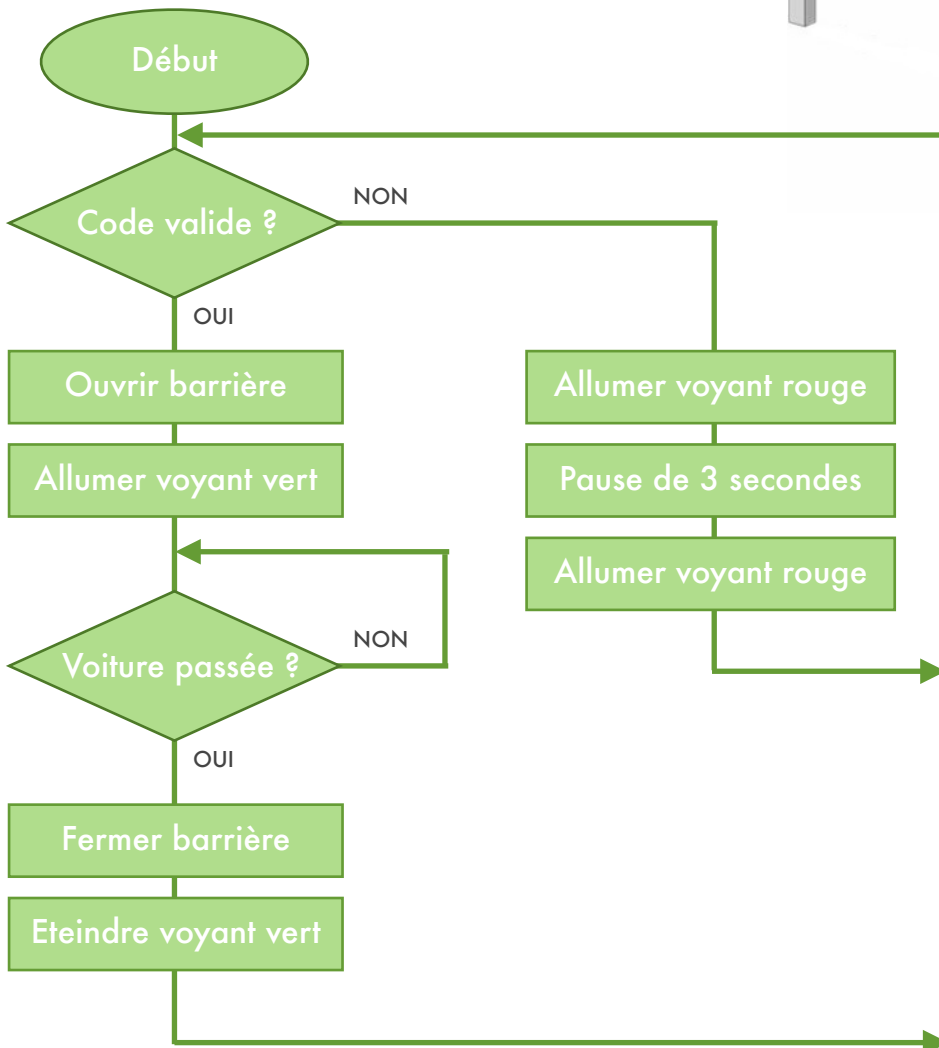 Début
Code valide ?
NON
OUI
Ouvrir barrière
Allumer voyant vert
Voiture passée ?
NON
OUI
Fermer barrière
Eteindre voyant vert
Allumer voyant rouge
Pause de 3 secondes
Allumer voyant rouge